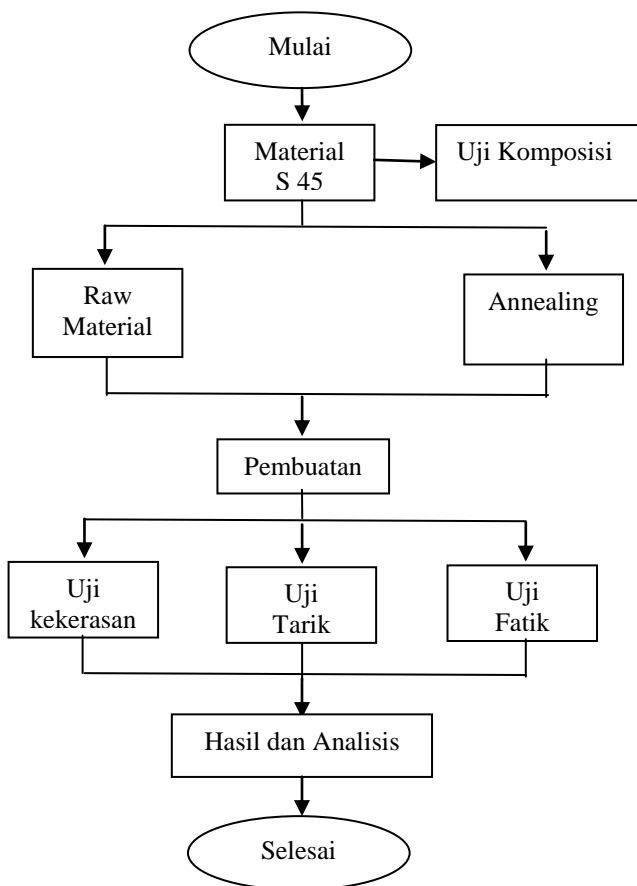 Mulai
Material
S 45
Uji Komposisi
Raw
Material
Annealing
Pembuatan
Uji
kekerasan
Uji
Tarik
Uji
Fatik
Hasil dan Analisis
Selesai